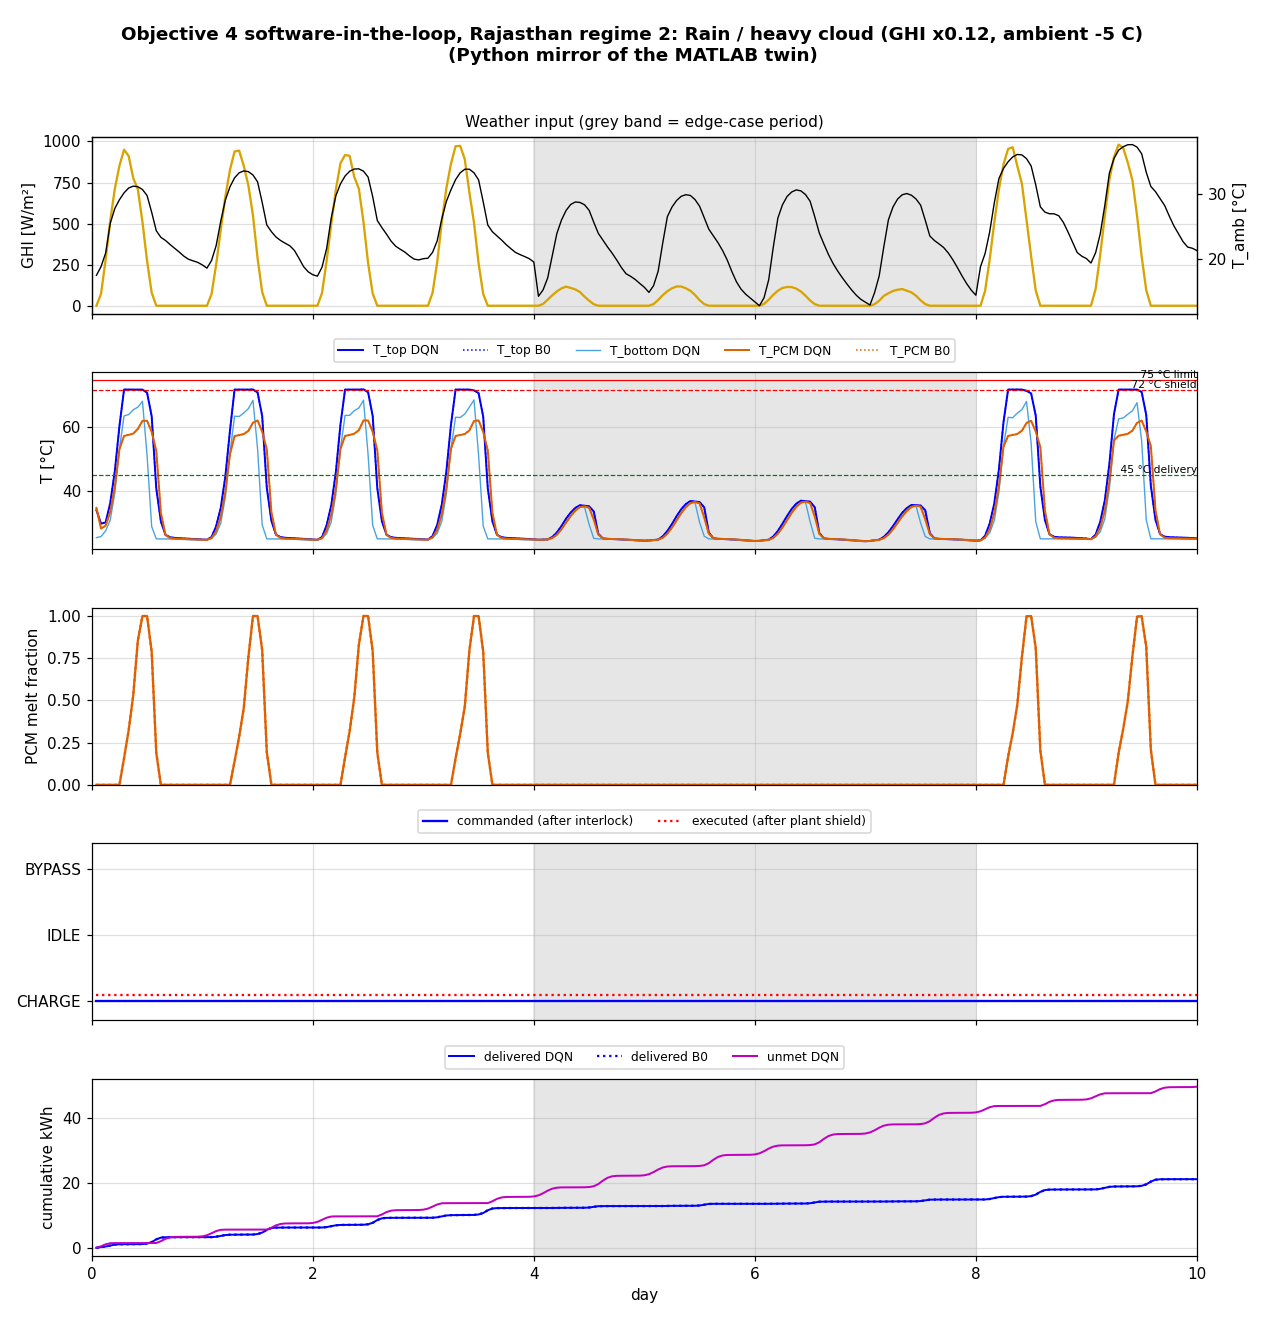 Objective 4 software-in-the-loop, Rajasthan regime 2: Rain / heavy cloud (GHI x0.12, ambient -5 C)
(Python mirror of the MATLAB twin)
Weather input (grey band = edge-case period)
GHI [W/m²]
1000
750
500
250
0
30
20
T_amb [°C]
T_top DQN
T_top B0
T_bottom DQN
T_PCM DQN
T_PCM B0
T [°C]
60
40
75 °C limit
72 °C shield
45 °C delivery
PCM melt fraction
1.00
0.75
0.50
0.25
0.00
commanded (after interlock)
executed (after plant shield)
BYPASS
IDLE
CHARGE
delivered DQN
delivered B0
unmet DQN
cumulative kWh
40
20
0
0 2 4 6 8 10
day